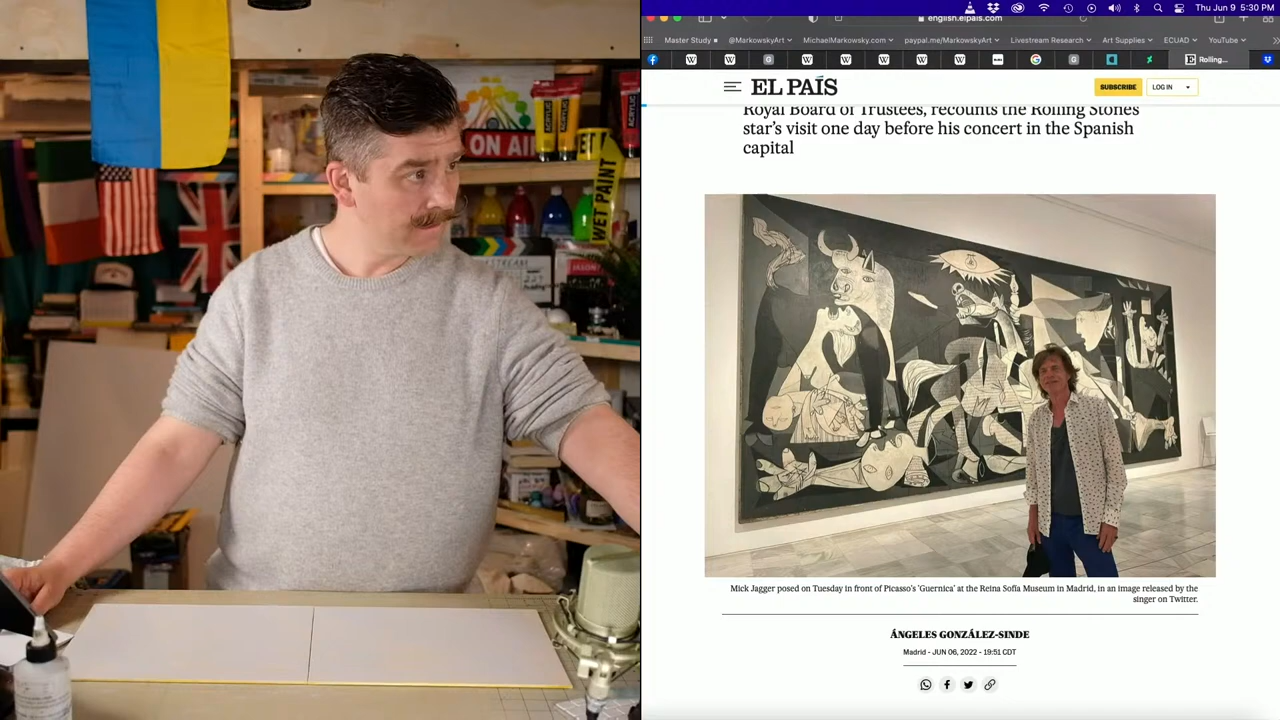 ACRYLIC
ACRYLIC
ON AIR
WET PAINT
Thu Jun 9 5:30 PM
english.elpais.com
Master Study
@MarkowskyArt
MichaelMarkowsky.com
paypal.me/MarkowskyArt
Livestream Research
Art Supplies
ECUAD
YouTube
Rolling...
EL PAÍS
SUBSCRIBE
LOG IN
Royal Board of Trustees, recounts the Rolling Stones
star's visit one day before his concert in the Spanish
capital
Mick Jagger posed on Tuesday in front of Picasso's 'Guernica' at the Reina Sofía Museum in Madrid, in an image released by the
singer on Twitter.
ÁNGELES GONZÁLEZ-SINDE
Madrid - JUN 06, 2022 - 19:51 CDT